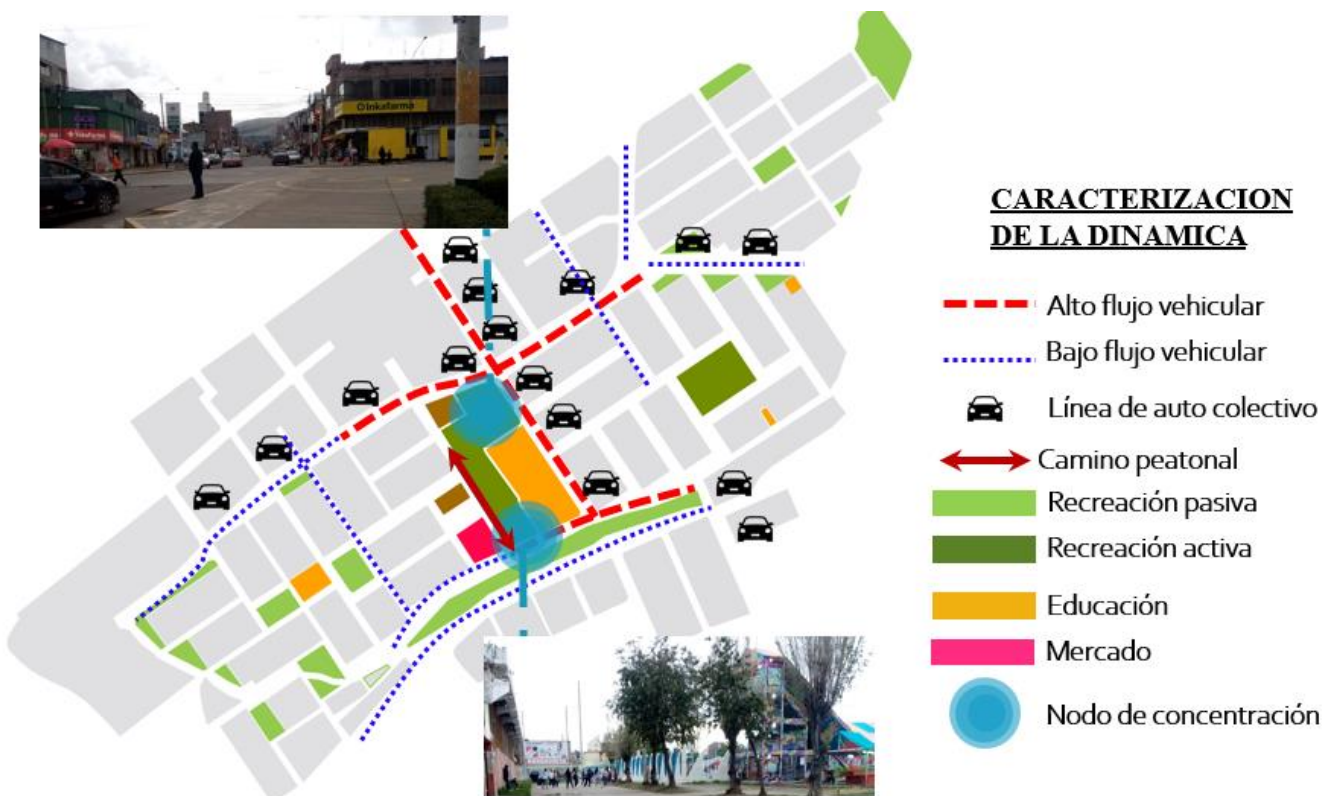 Inkafarma
Inkafarma
CARACTERIZACION
DE LA DINAMICA
Alto flujo vehicular
Bajo flujo vehicular
Línea de auto colectivo
Camino peatonal
Recreación pasiva
Recreación activa
Educación
Mercado
Nodo de concentración